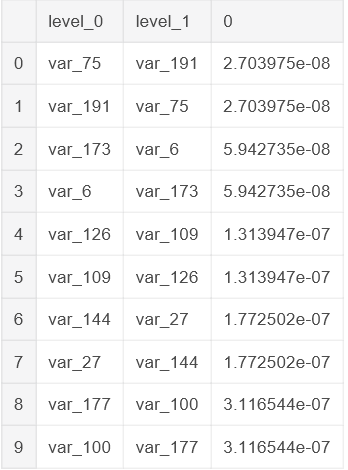 level_0 level_1 0
0 var_75 var_191 2.703975e-08
1 var_191 var_75 2.703975e-08
2 var_173 var_6 5.942735e-08
3 var_6 var_173 5.942735e-08
4 var_126 var_109 1.313947e-07
5 var_109 var_126 1.313947e-07
6 var_144 var_27 1.772502e-07
7 var_27 var_144 1.772502e-07
8 var_177 var_100 3.116544e-07
9 var_100 var_177 3.116544e-07